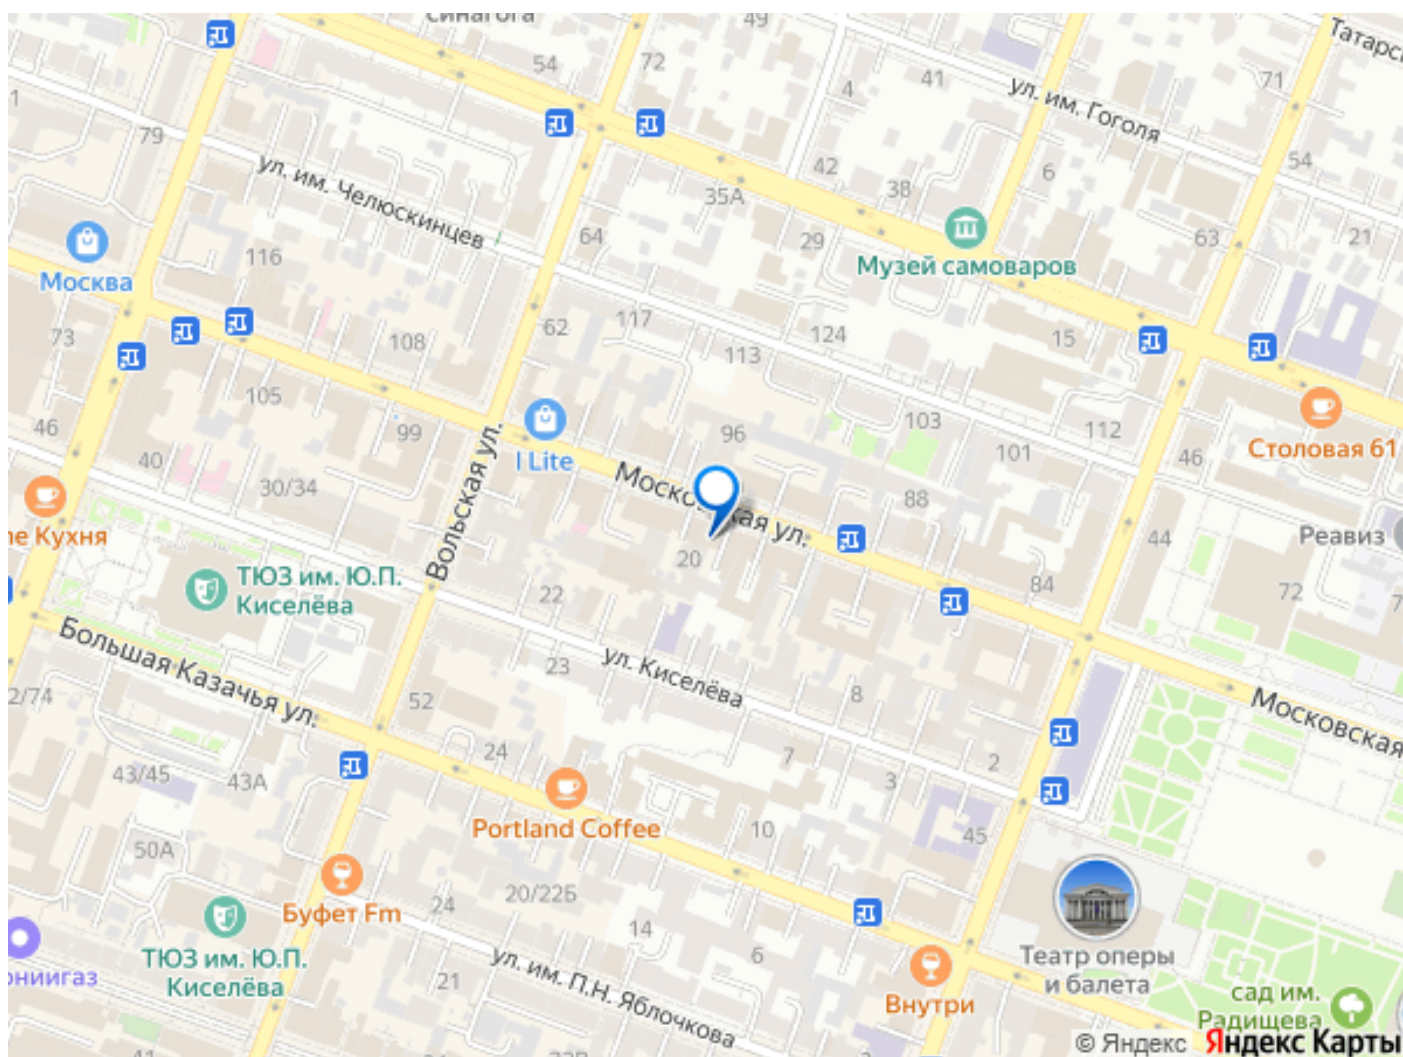 синагога
49
54
72
Татарс
71
41
4
ул. им. Гоголя
1
79
54
42
6
ул. им. Челюскинцев
38
35А
64
29
63
21
116
Музей самоваров
Москва
62
117
124
15
73
108
113
105
103
46
99
96
112
I Lite
101
46
Столовая 61
40
30/34
Московская ул.
88
Вольская ул.
Реавиз
ne Кухня
44
20
ТЮЗ им. Ю.П.
Киселёва
84
72
7
22
Большая Казачья ул.
23
ул. Киселёва
8
2/74
52
Московская
24
7
2
43/45
43А
3
Portland Coffee
10
45
50А
20/22Б
Буфет Fm
24
14
ТЮЗ им. Ю.П.
Киселёва
6
Театр оперы
и балета
ониигаз
21
ул. им. П.Н. Яблочкова
Внутри
сад им.
Радищева
© Яндекс Яндекс Карты